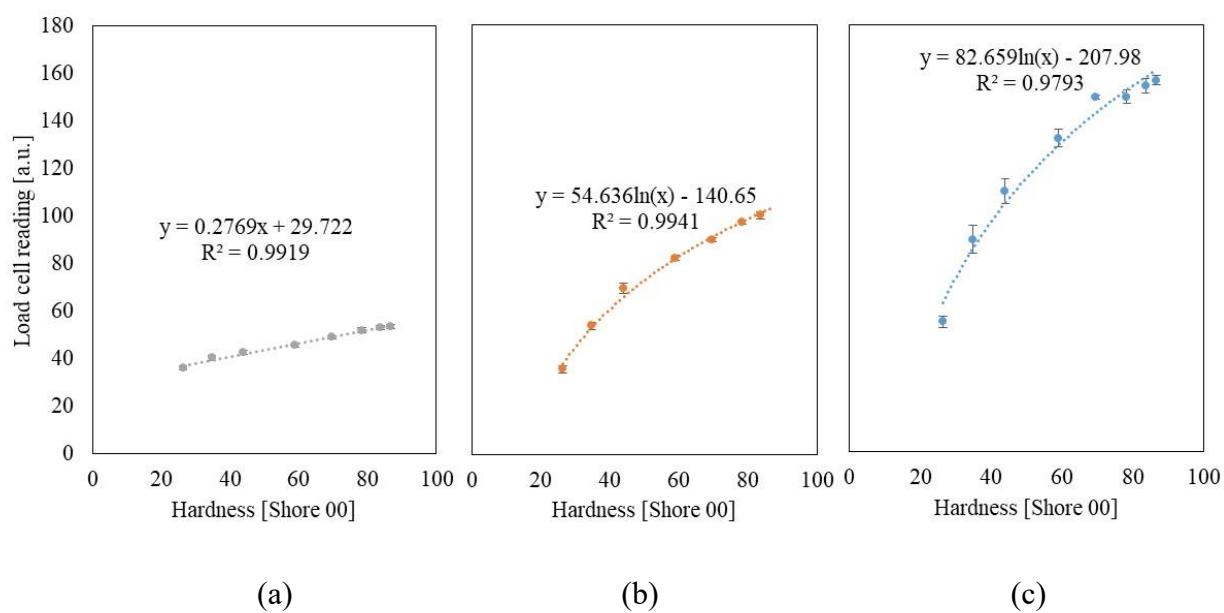 Load cell reading [a.u.]
180
160
140
120
100
80
60
40
20
0
y = 0.2769x + 29.722
R² = 0.9919
0 20 40 60 80 100
Hardness [Shore 00]
(a)
y = 54.636ln(x) - 140.65
R² = 0.9941
0 20 40 60 80 100
Hardness [Shore 00]
(b)
y = 82.659ln(x) - 207.98
R² = 0.9793
0 20 40 60 80 100
Hardness [Shore 00]
(c)